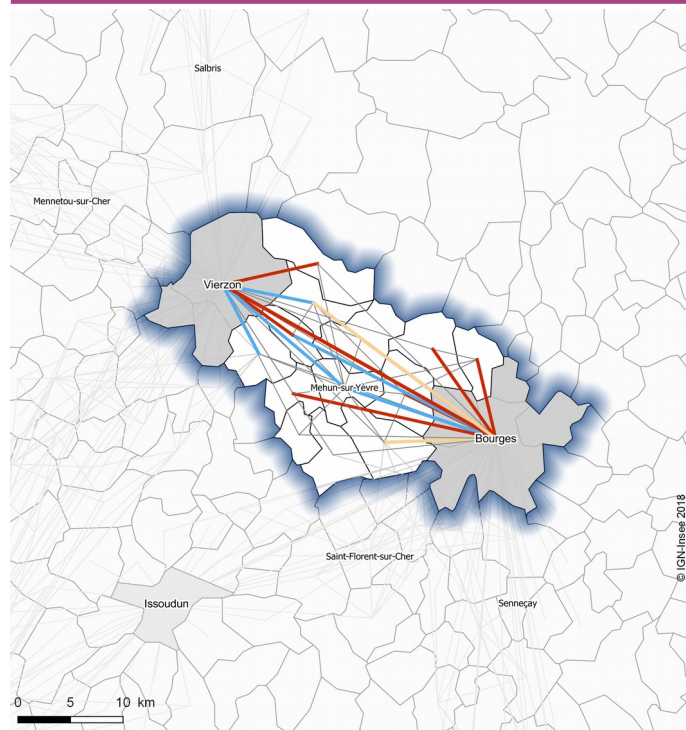 Salbris
Mennetou-sur-Cher
Vierzon
Mehun-sur-Yèvre
Bourges
© IGN-Insee 2018
Saint-Florent-sur-Cher
Issoudun
Senneçay
0 5 10 km